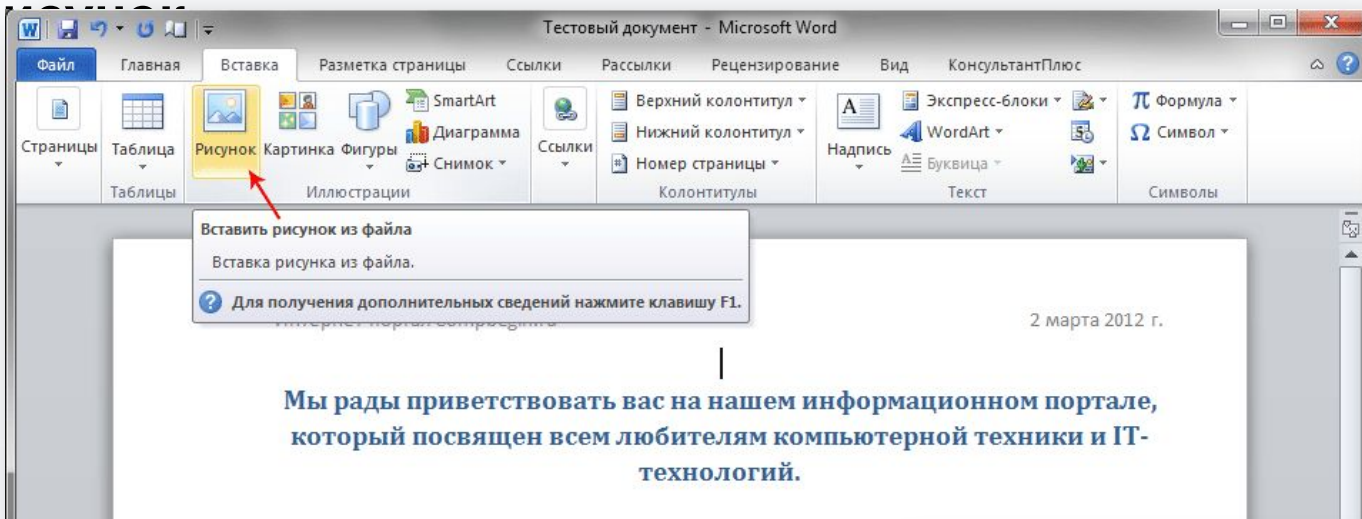 Тестовый документ - Microsoft Word
Файл Главная Вставка Разметка страницы Ссылки Рассылки Рецензирование Вид КонсультантПлюс
Страницы
Таблица
Таблицы
Рисунок Картинка Фигуры
SmartArt
Диаграмма
Снимок
Иллюстрации
Ссылки
Верхний колонтитул
Нижний колонтитул
Номер страницы
Колонтитулы
Надпись
Экспресс-блоки
WordArt
Буквица
Текст
Формула
Символ
Символы
Вставить рисунок из файла
Вставка рисунка из файла.
Для получения дополнительных сведений нажмите клавишу F1.
2 марта 2012 г.
Мы рады приветствовать вас на нашем информационном портале,
который посвящен всем любителям компьютерной техники и IT-
технологий.